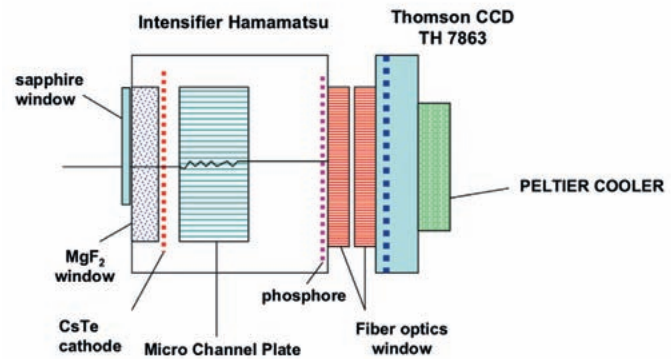 Intensifier Hamamatsu
Thomson CCD
TH 7863
sapphire
window
PELTIER COOLER
MgF₂
window
phosphore
CsTe
cathode
Micro Channel Plate
Fiber optics
window